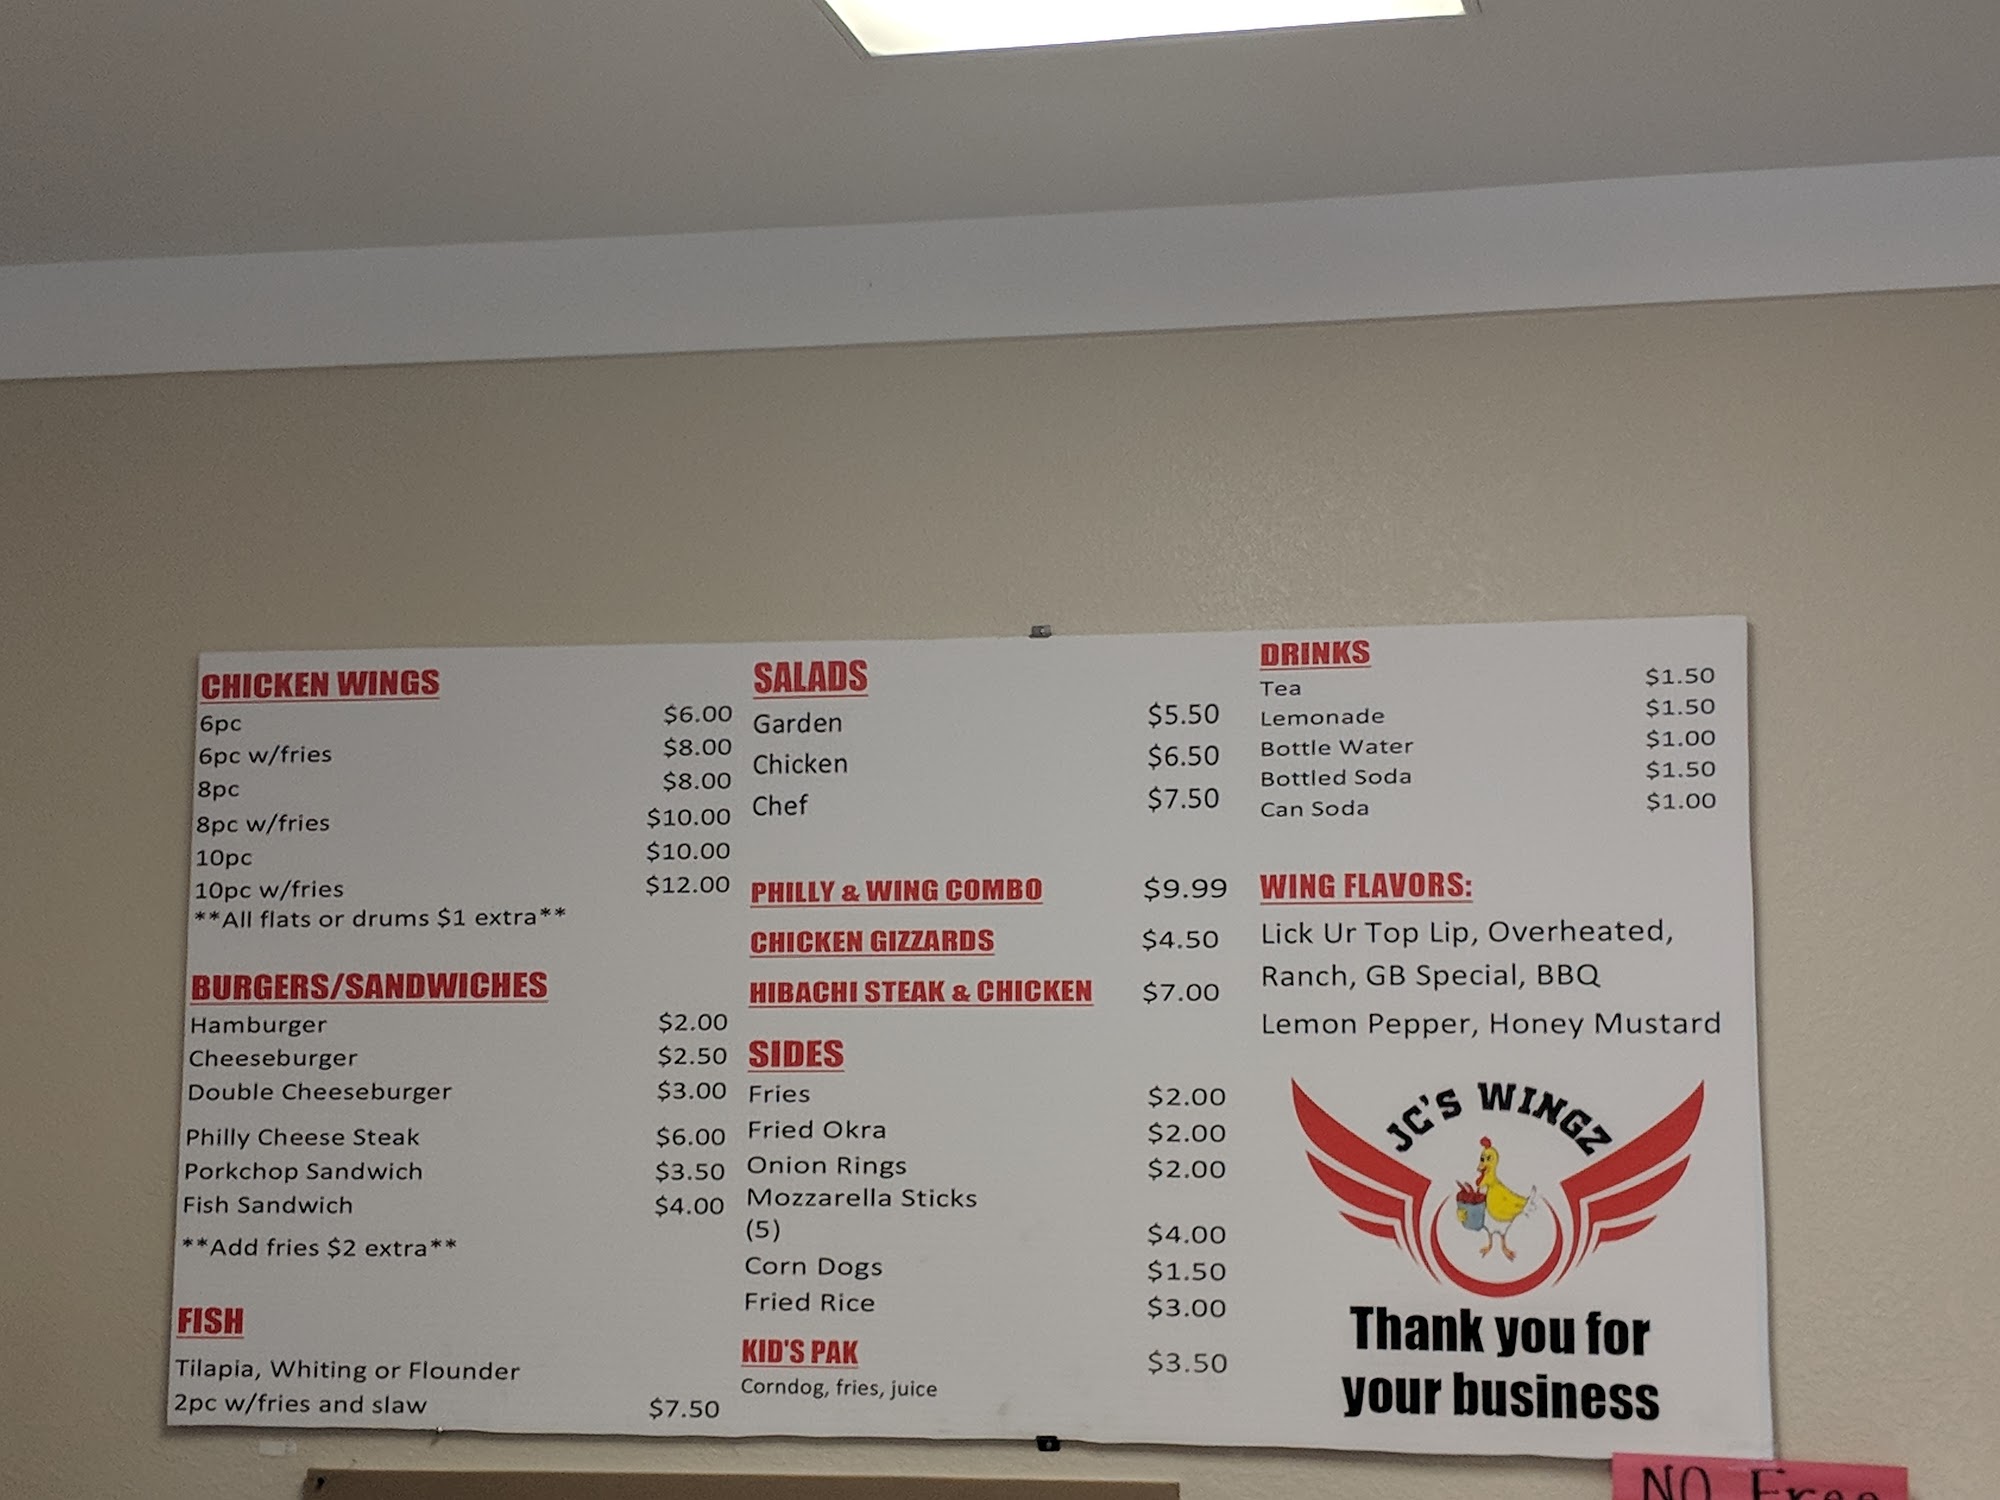 CHICKEN WINGS
6pc $6.00
6pc w/fries $8.00
8pc $8.00
8pc w/fries $10.00
10pc $10.00
10pc w/fries $12.00
**All flats or drums $1 extra**
BURGERS/SANDWICHES
Hamburger $2.00
Cheeseburger $2.50
Double Cheeseburger $3.00
Philly Cheese Steak $6.00
Porkchop Sandwich $3.50
Fish Sandwich $4.00
**Add fries $2 extra**
FISH
Tilapia, Whiting or Flounder
2pc w/fries and slaw $7.50
SALADS
Garden $5.50
Chicken $6.50
Chef $7.50
PHILLY & WING COMBO $9.99
CHICKEN GIZZARDS $4.50
HIBACHI STEAK & CHICKEN $7.00
SIDES
Fries $2.00
Fried Okra $2.00
Onion Rings $2.00
Mozzarella Sticks
(5) $4.00
Corn Dogs $1.50
Fried Rice $3.00
KID'S PAK $3.50
Corndog, fries, juice
DRINKS
Tea $1.50
Lemonade $1.50
Bottle Water $1.00
Bottled Soda $1.50
Can Soda $1.00
WING FLAVORS:
Lick Ur Top Lip, Overheated,
Ranch, GB Special, BBQ
Lemon Pepper, Honey Mustard
JC'S WINGZ
Thank you for
your business
NO Free